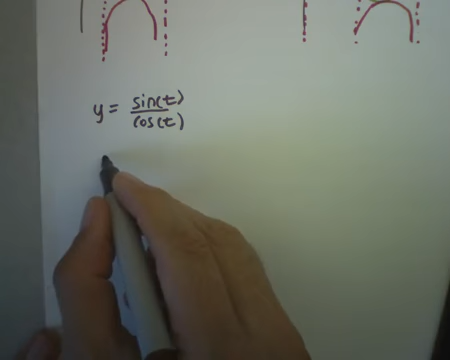 y = sin(t)/cos(t)